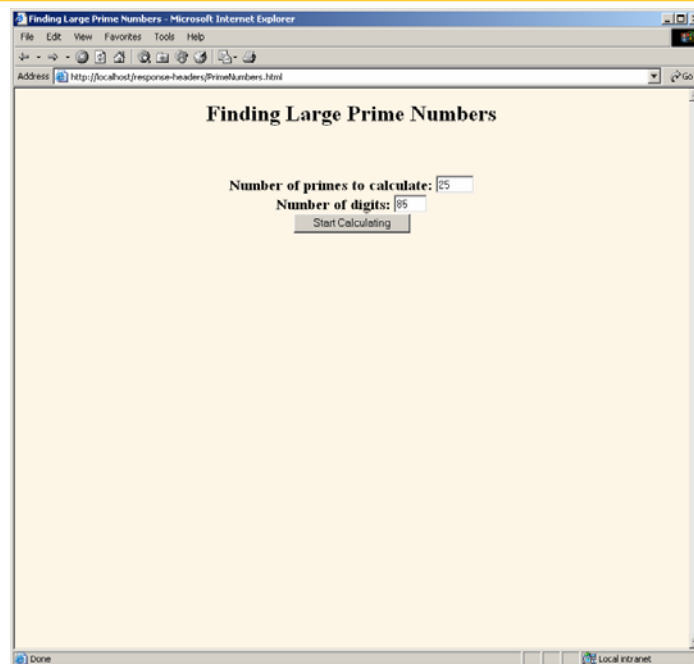 Finding Large Prime Numbers - Microsoft Internet Explorer
File Edit View Favorites Tools Help
Address http://localhost/response-headers/PrimeNumbers.html Go
Finding Large Prime Numbers
Number of primes to calculate: 25
Number of digits: 85
Start Calculating
Done Local intranet